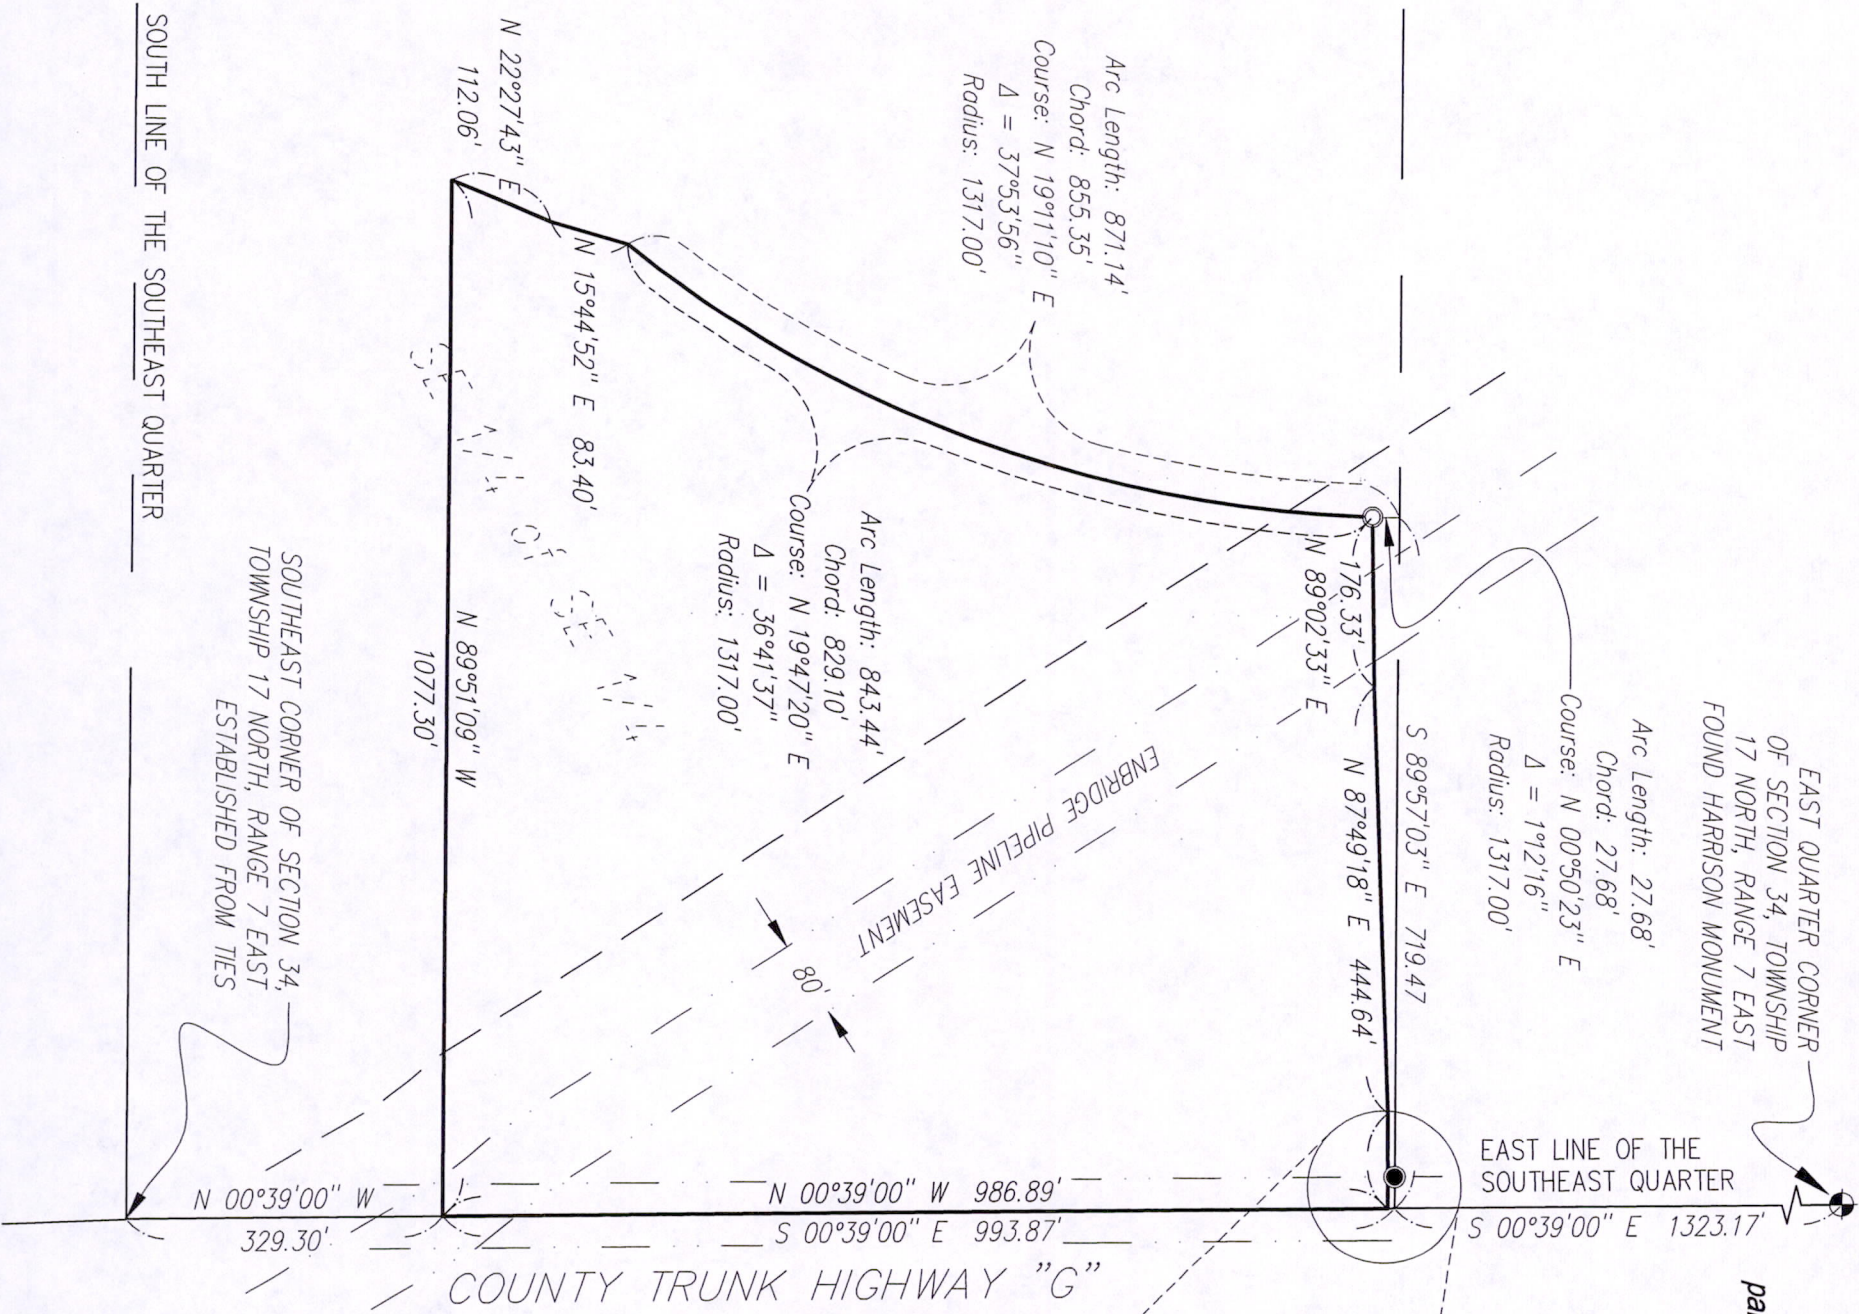 SOUTH LINE OF THE SOUTHEAST QUARTER
N 22°27'43" E
112.06'
N 15°44'52" E 83.40'
Arc Length: 871.14'
Chord: 855.35'
Course: N 19°11'10" E
Δ = 37°53'56"
Radius: 1317.00'
Arc Length: 843.44'
Chord: 829.10'
Course: N 19°47'20" E
Δ = 36°41'37"
Radius: 1317.00'
176.33'
N 89°02'33" E
N 87°49'18" E 444.64'
S 89°57'03" E 719.47
Arc Length: 27.68'
Chord: 27.68'
Course: N 00°50'23" E
Δ = 1°12'16"
Radius: 1317.00'
EAST QUARTER CORNER
OF SECTION 34, TOWNSHIP
17 NORTH, RANGE 7 EAST
FOUND HARRISON MONUMENT
N 89°51'09" W
1077.30'
SOUTHEAST CORNER OF SECTION 34,
TOWNSHIP 17 NORTH, RANGE 7 EAST
ESTABLISHED FROM TIES
ENBRIDGE PIPELINE EASEMENT
80'
EAST LINE OF THE
SOUTHEAST QUARTER
N 00°39'00" W
329.30'
N 00°39'00" W 986.89'
S 00°39'00" E 993.87'
S 00°39'00" E 1323.17'
COUNTY TRUNK HIGHWAY "G"
pa